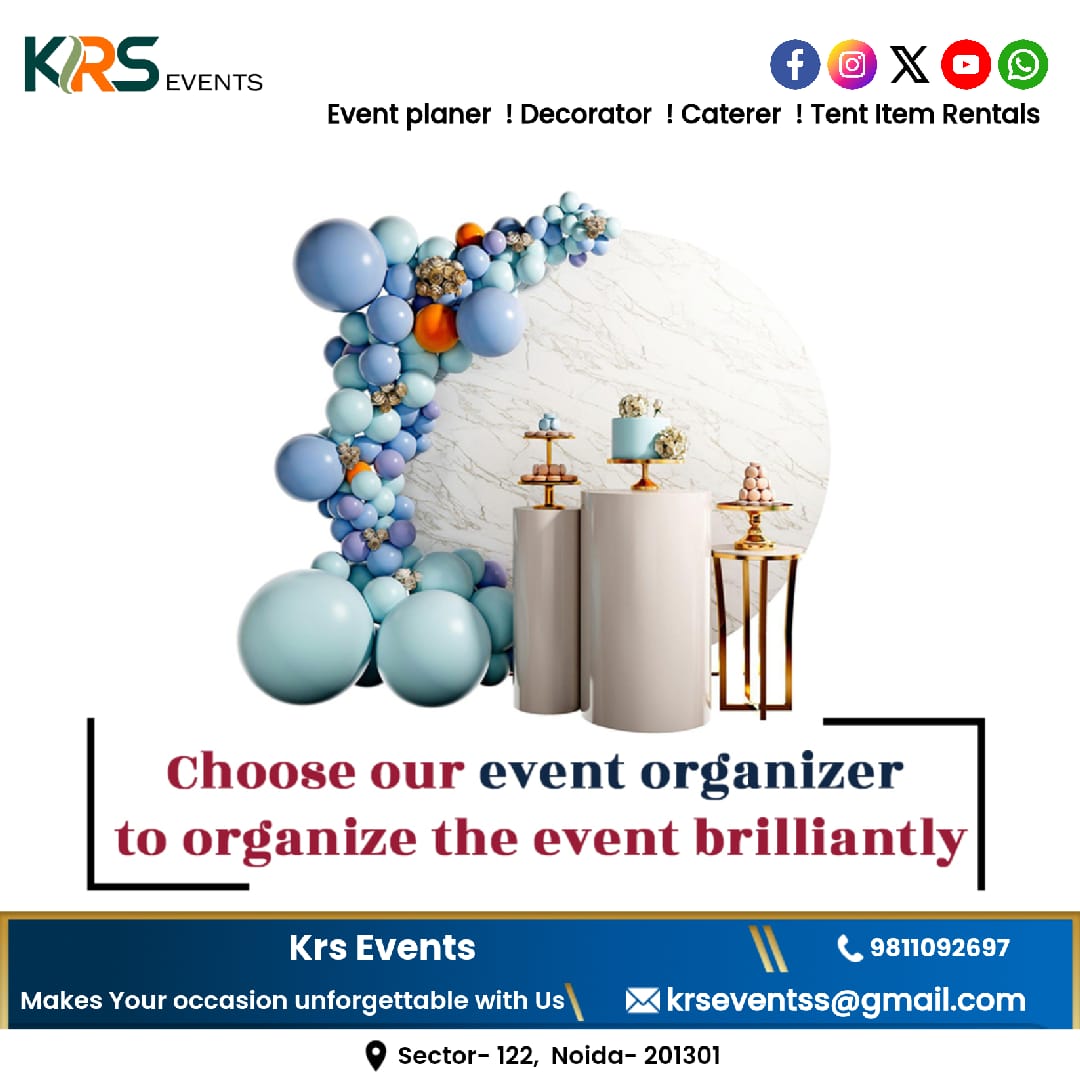 KRS EVENTS
Event planer ! Decorator ! Caterer ! Tent Item Rentals
Choose our event organizer
to organize the event brilliantly
Krs Events
9811092697
Makes Your occasion unforgettable with Us
krseventss@gmail.com
Sector- 122, Noida- 201301